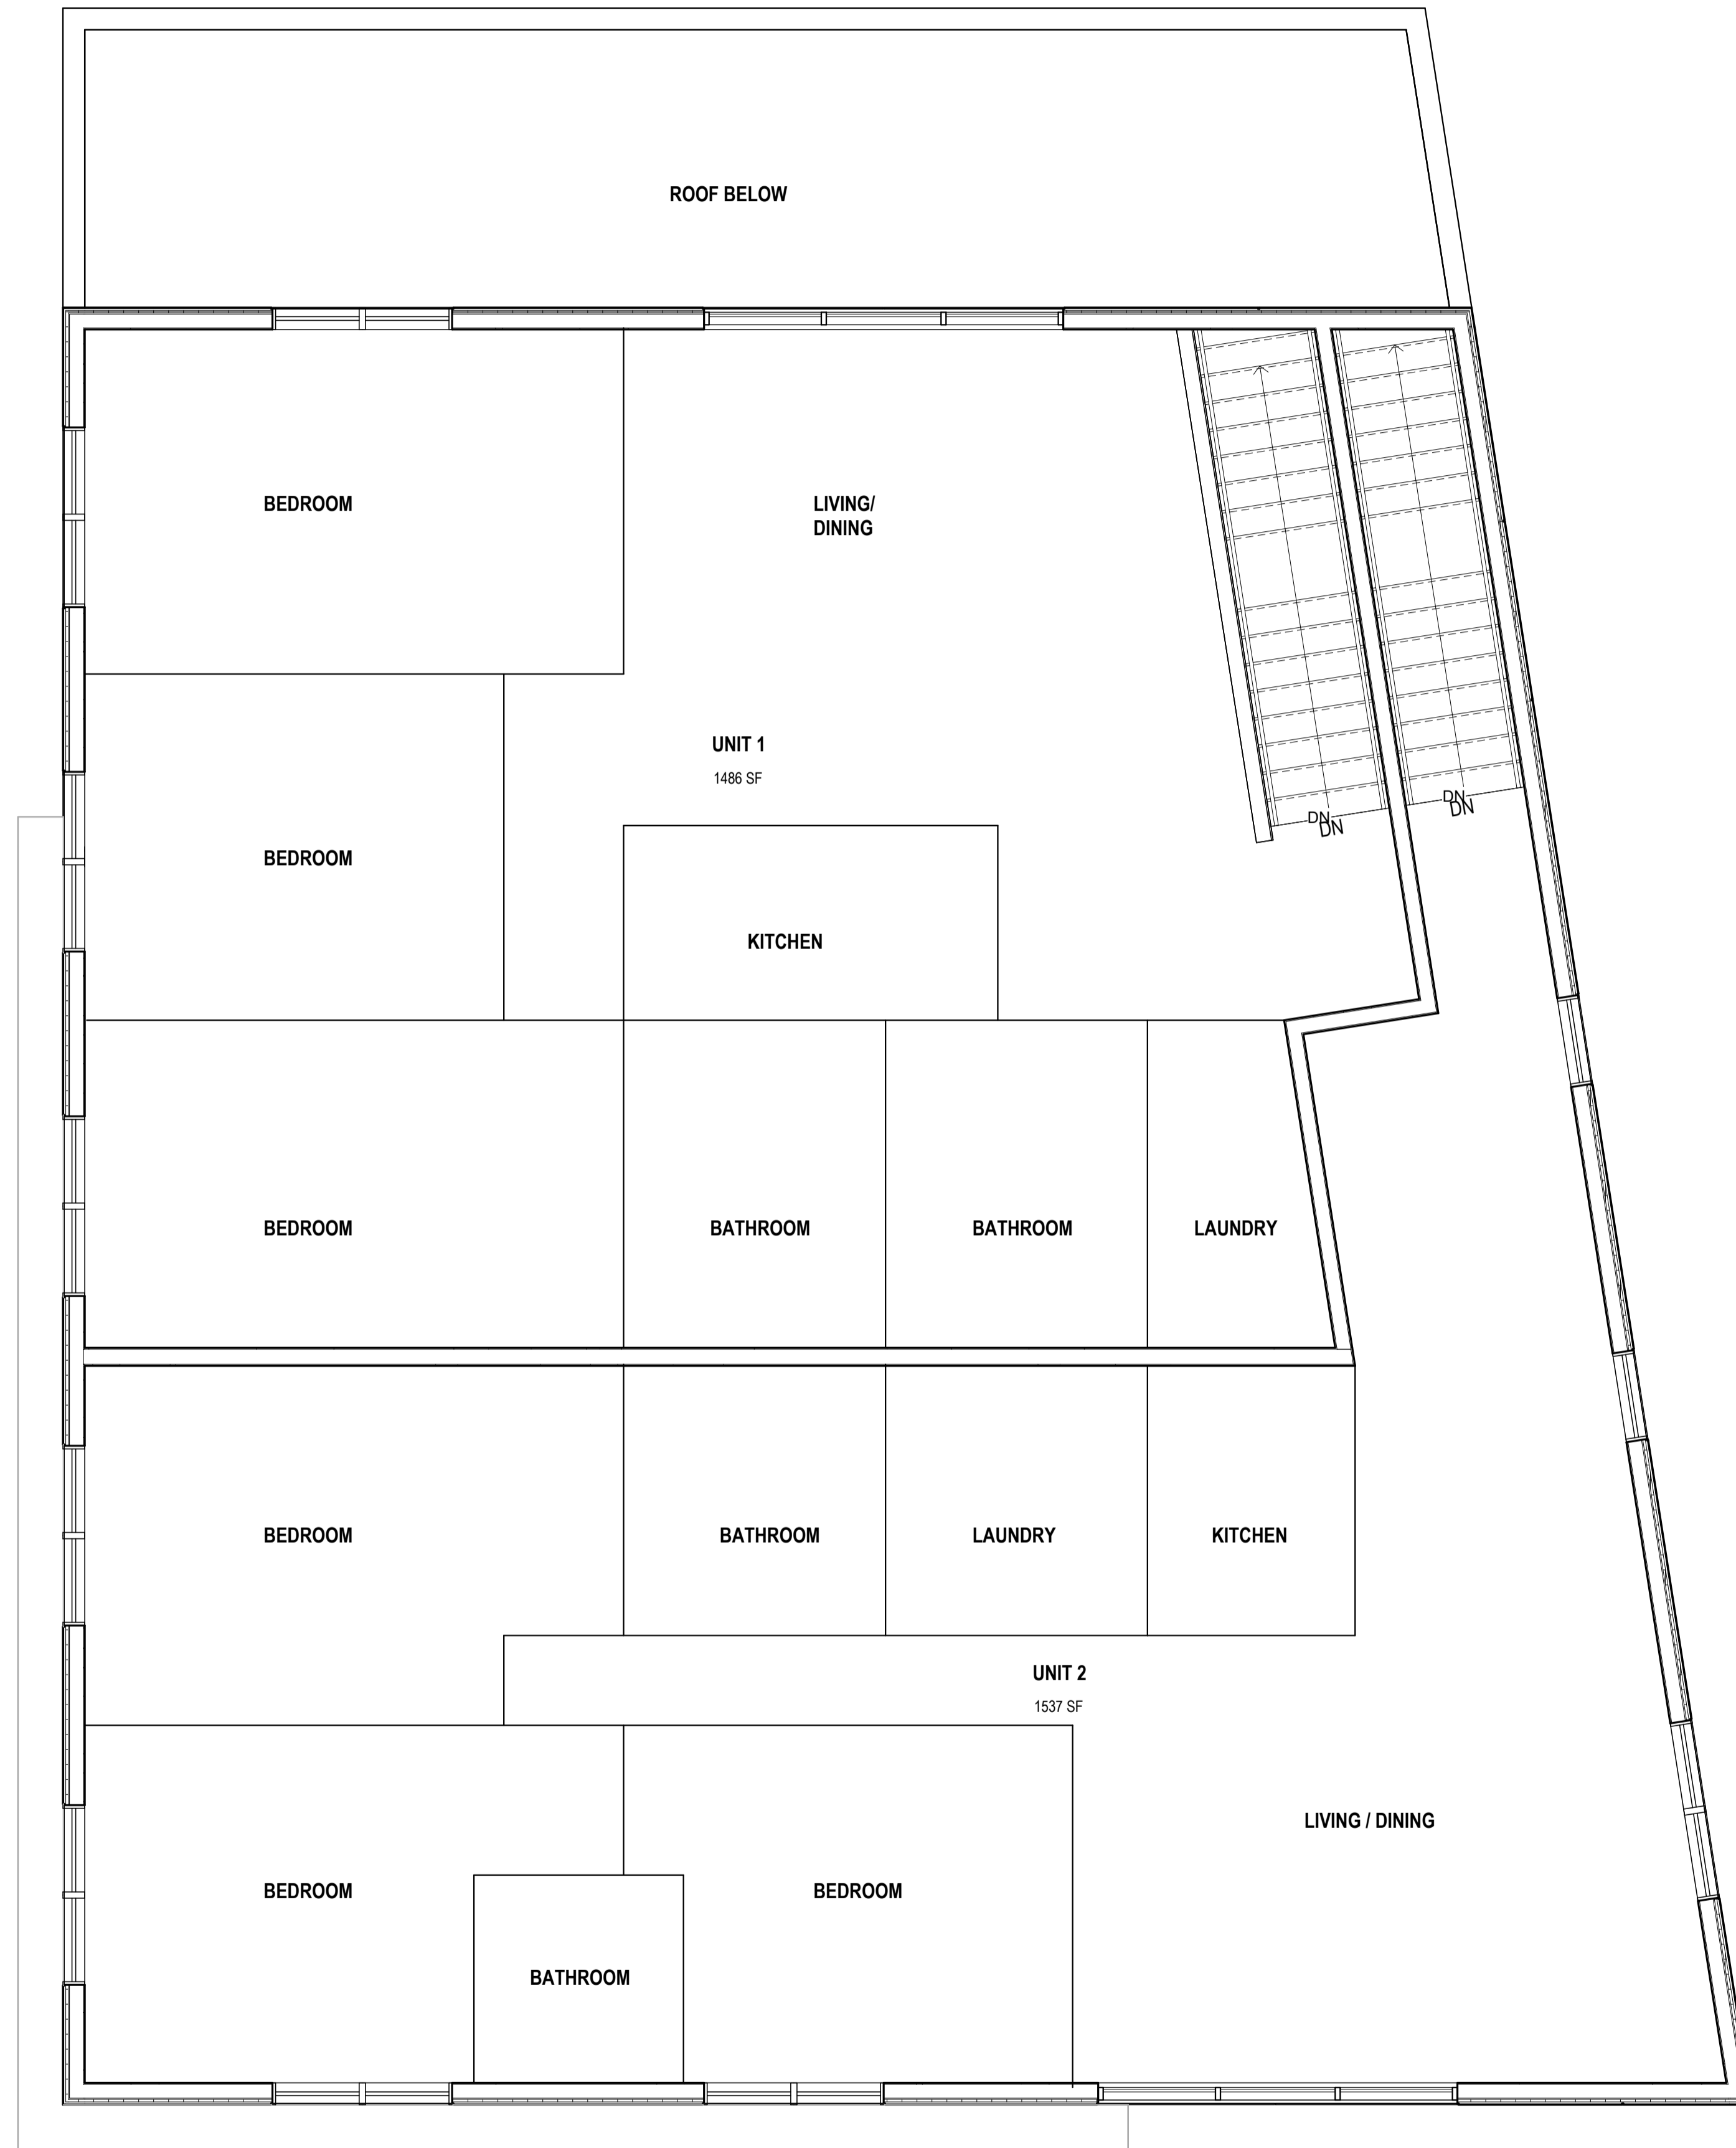 ROOF BELOW
BEDROOM
LIVING/
DINING
UNIT 1
1486 SF
DN
DN
DN
DN
BEDROOM
KITCHEN
BEDROOM
BATHROOM
BATHROOM
LAUNDRY
BEDROOM
BATHROOM
LAUNDRY
KITCHEN
UNIT 2
1537 SF
LIVING / DINING
BEDROOM
BEDROOM
BATHROOM